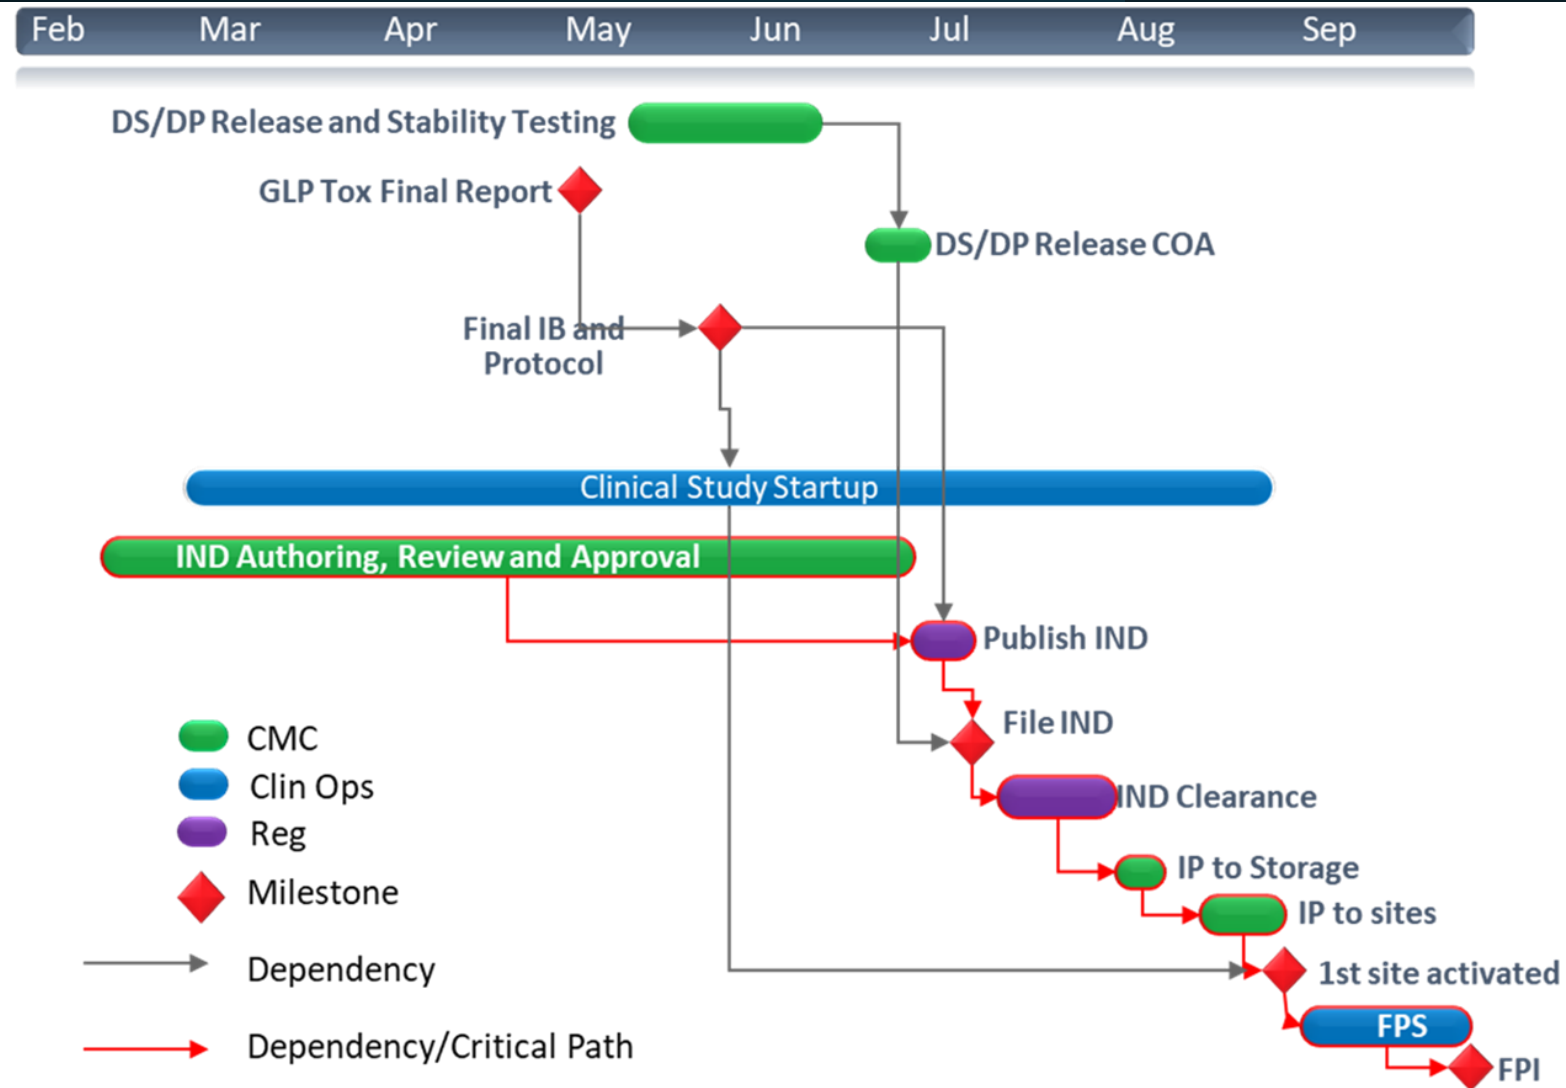 Feb Mar Apr May Jun Jul Aug Sep
DS/DP Release and Stability Testing
GLP Tox Final Report
DS/DP Release COA
Final IB and
Protocol
Clinical Study Startup
IND Authoring, Review and Approval
Publish IND
File IND
CMC
Clin Ops
IND Clearance
Reg
IP to Storage
Milestone
IP to sites
Dependency
1st site activated
FPS
Dependency/Critical Path
FPI